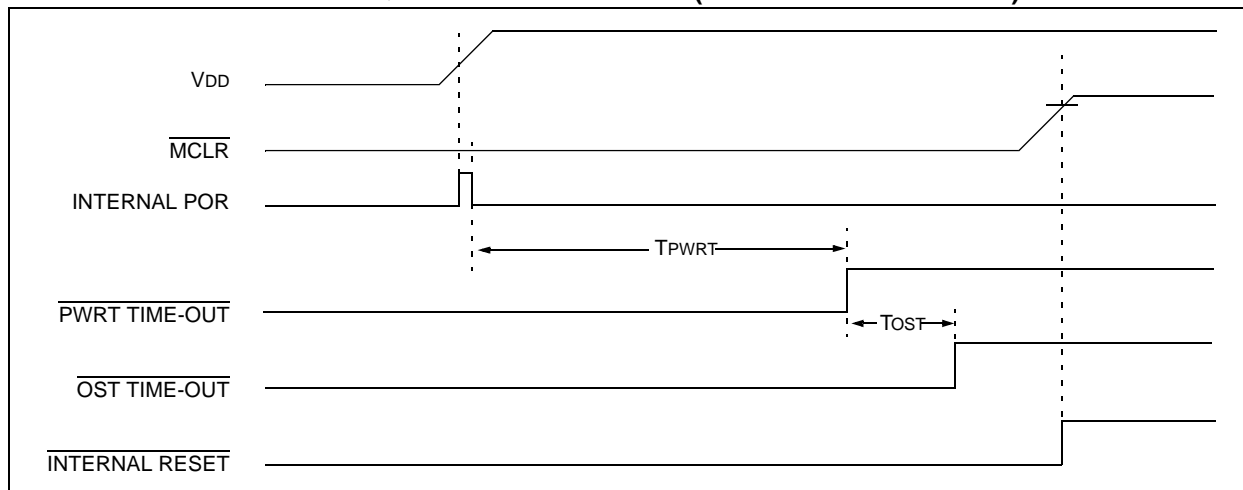 VDD
MCLR
INTERNAL POR
TPWRT
PWRT TIME-OUT
TOST
OST TIME-OUT
INTERNAL RESET